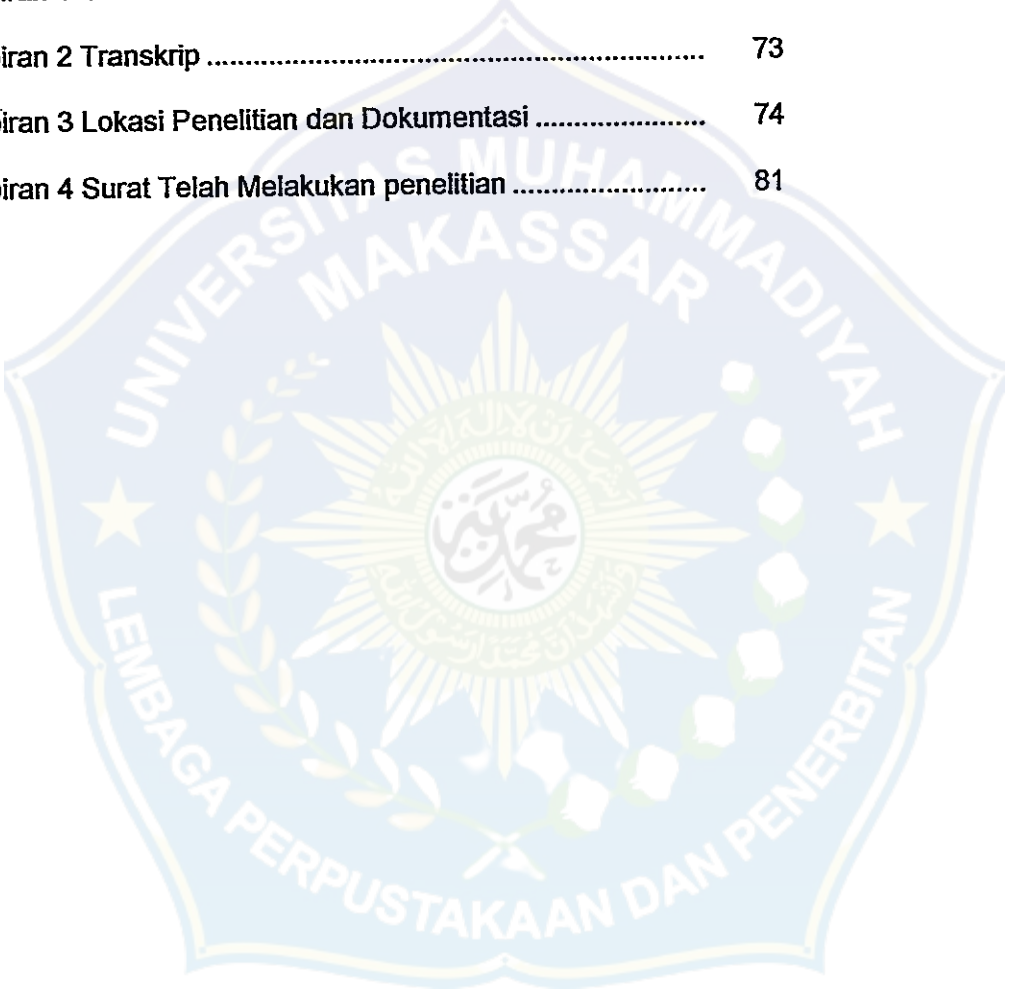 iran 2 Transkrip ................................................................ 73
iran 3 Lokasi Penelitian dan Dokumentasi ...................... 74
iran 4 Surat Telah Melakukan penelitian ......................... 81
UNIVERSITAS MUHAMMADIYAH
MAKASSAR
محمد
LEMBAGA PERPUSTAKAAN DAN PENERBITAN